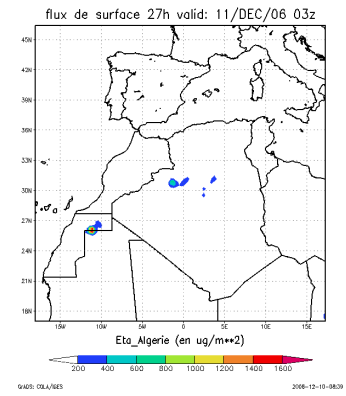 flux de surface 27h valid: 11/DEC/06 03z
45N
42N
39N
36N
33N
30N
27N
24N
21N
18N
15W 10W 5W 0 5E 10E 15E
Eta_Algerie (en ug/m**2)
200 400 600 800 1000 1200 1400 1600
GrADS: COLA/IGES 2006-12-10-08:39